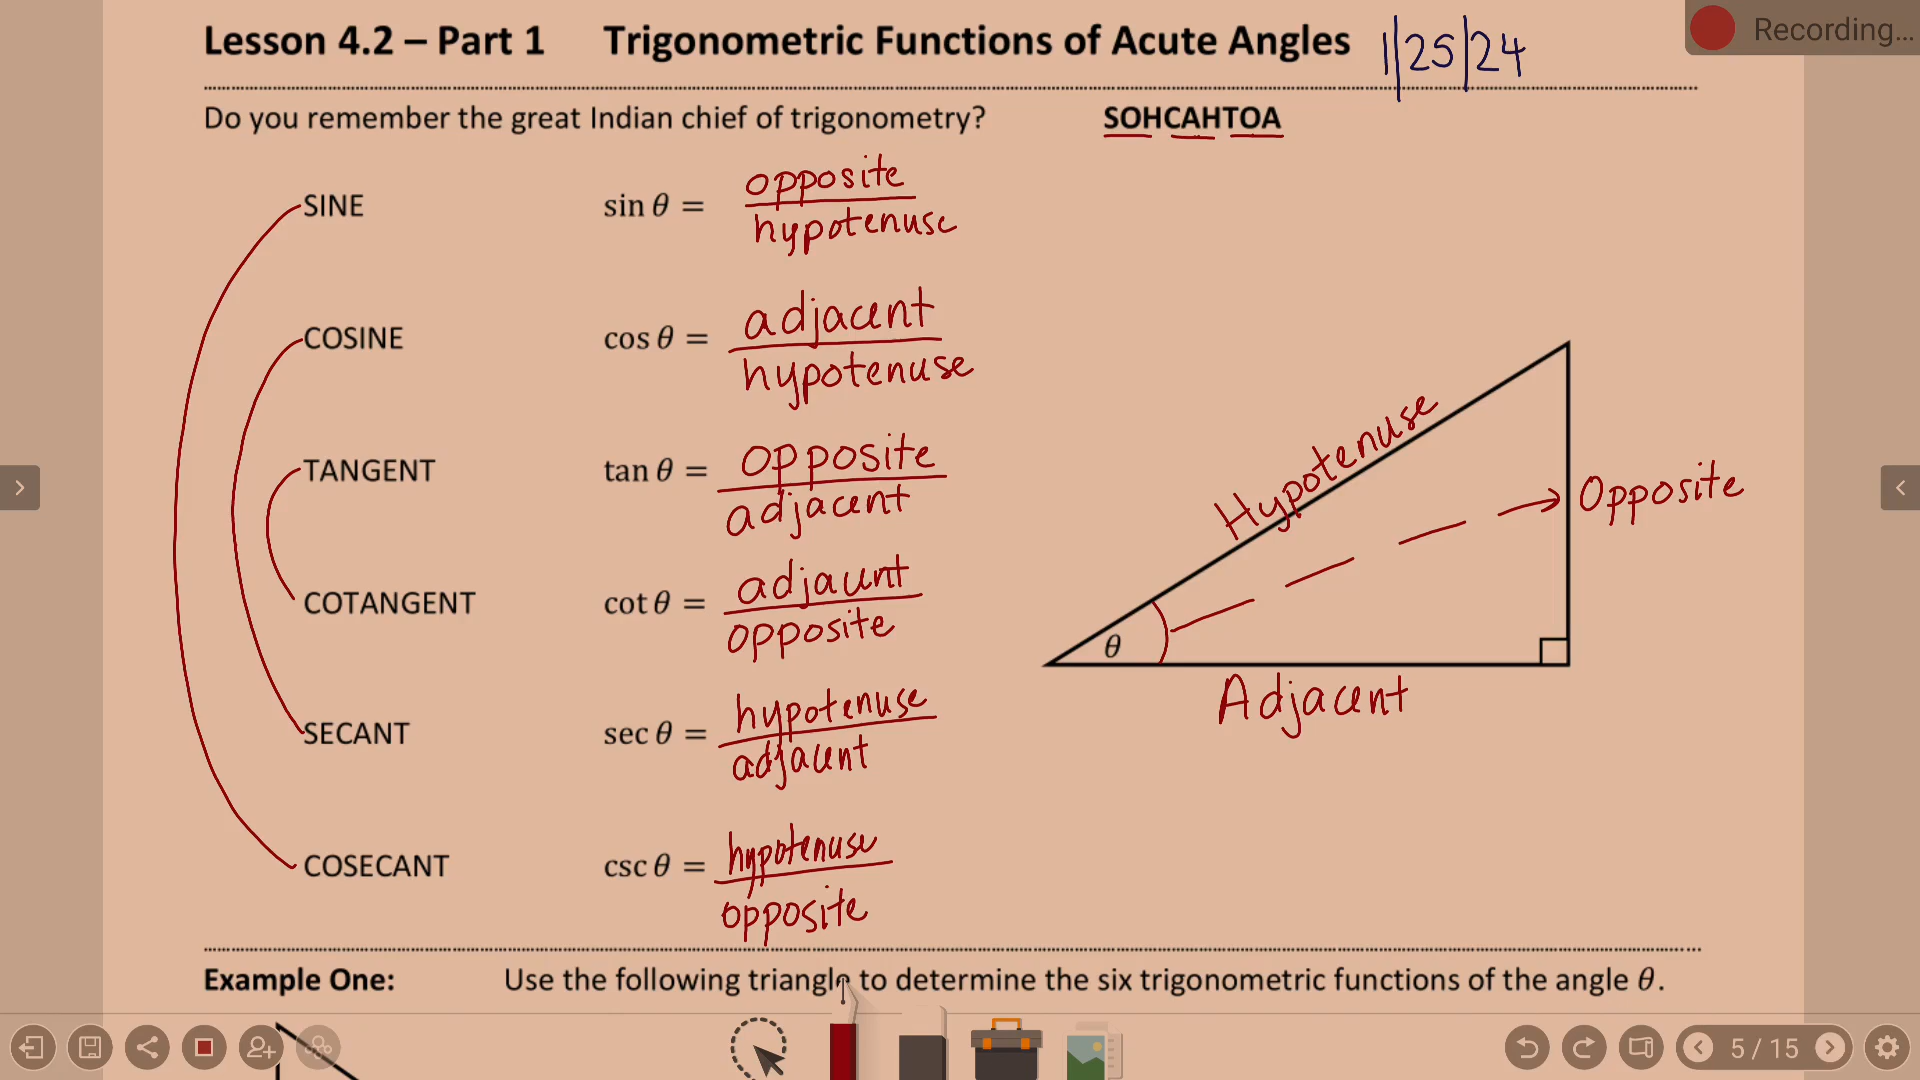 Lesson 4.2 – Part 1 Trigonometric Functions of Acute Angles 1|25|24
Recording...
Do you remember the great Indian chief of trigonometry? SOHCAHTOA
SINE sin θ = opposite
hypotenuse
COSINE cos θ = adjacent
hypotenuse
TANGENT tan θ = opposite
adjacent
COTANGENT cot θ = adjacent
opposite
SECANT sec θ = hypotenuse
adjacent
COSECANT csc θ = hypotenuse
opposite
Hypotenuse
Opposite
θ
Adjacent
Example One: Use the following triangle to determine the six trigonometric functions of the angle θ.
5 / 15